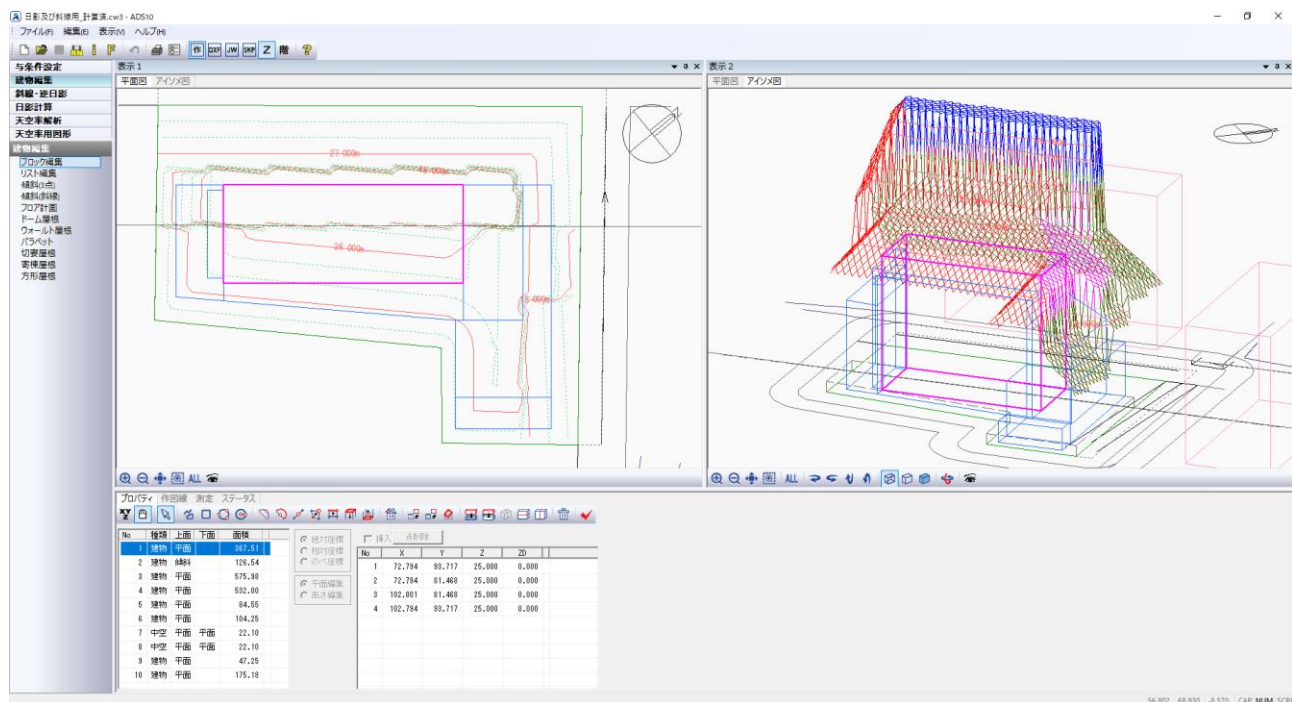 日影及び斜線用_計算済.cw3 - ADS10
ファイル(F) 編集(E) 表示(V) ヘルプ(H)
作 DXF JW SKP Z 階
与条件設定
建物編集
斜線・逆日影
日影計算
天空率解析
天空率用図形
建物編集
ブロック編集
リスト編集
傾斜(3点)
傾斜(斜線)
フロア計画
ドーム屋根
ウォールト屋根
パラペット
切妻屋根
寄棟屋根
方形屋根
表示1
平面図 アイソメ図
27.000m
36.000m
ALL
表示2
平面図 アイソメ図
ALL
プロパティ 作図線 測定 ステータス
No 種類 上面 下面 面積
1 建物 平面 367.51
2 建物 傾斜 126.54
3 建物 平面 575.98
4 建物 平面 532.00
5 建物 平面 84.55
6 建物 平面 104.25
7 中空 平面 平面 22.10
8 中空 平面 平面 22.10
9 建物 平面 47.25
10 建物 平面 175.18
絶対座標
相対座標
のべ座標
平面編集
高さ編集
挿入 点削除
No X Y Z ZD
1 72.794 93.717 25.000 0.000
2 72.794 81.468 25.000 0.000
3 102.801 81.468 25.000 0.000
4 102.794 93.717 25.000 0.000
CAP NUM SCRL